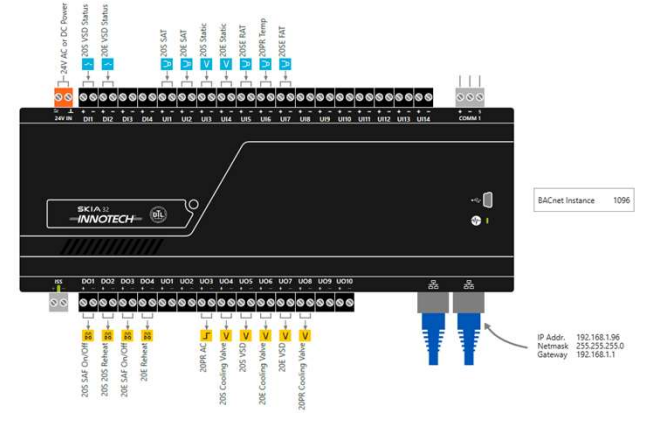 24V AC or DC Power
20S VSD Status
20E VSD Status
20S SAT
20E SAT
20S Static
20E Static
20SE RAT
20PR Temp
20SE FAT
24V IN DI1 DI2 DI3 DI4 UI1 UI2 UI3 UI4 UI5 UI6 UI7 UI8 UI9 UI10 UI11 UI12 UI13 UI14 COMM 1
SKIA 32
INNOTECH
DTL
BACnet Instance 1096
ISS DO1 DO2 DO3 DO4 UO1 UO2 UO3 UO4 UO5 UO6 UO7 UO8 UO9 UO10
20S SAF On/Off
20S Reheat
20E SAF On/Off
20E Reheat
20PR AC
20S Cooling Valve
20S VSD
20E Cooling Valve
20E VSD
20PR Cooling Valve
IP Addr. 192.168.1.96
Netmask 255.255.255.0
Gateway 192.168.1.1